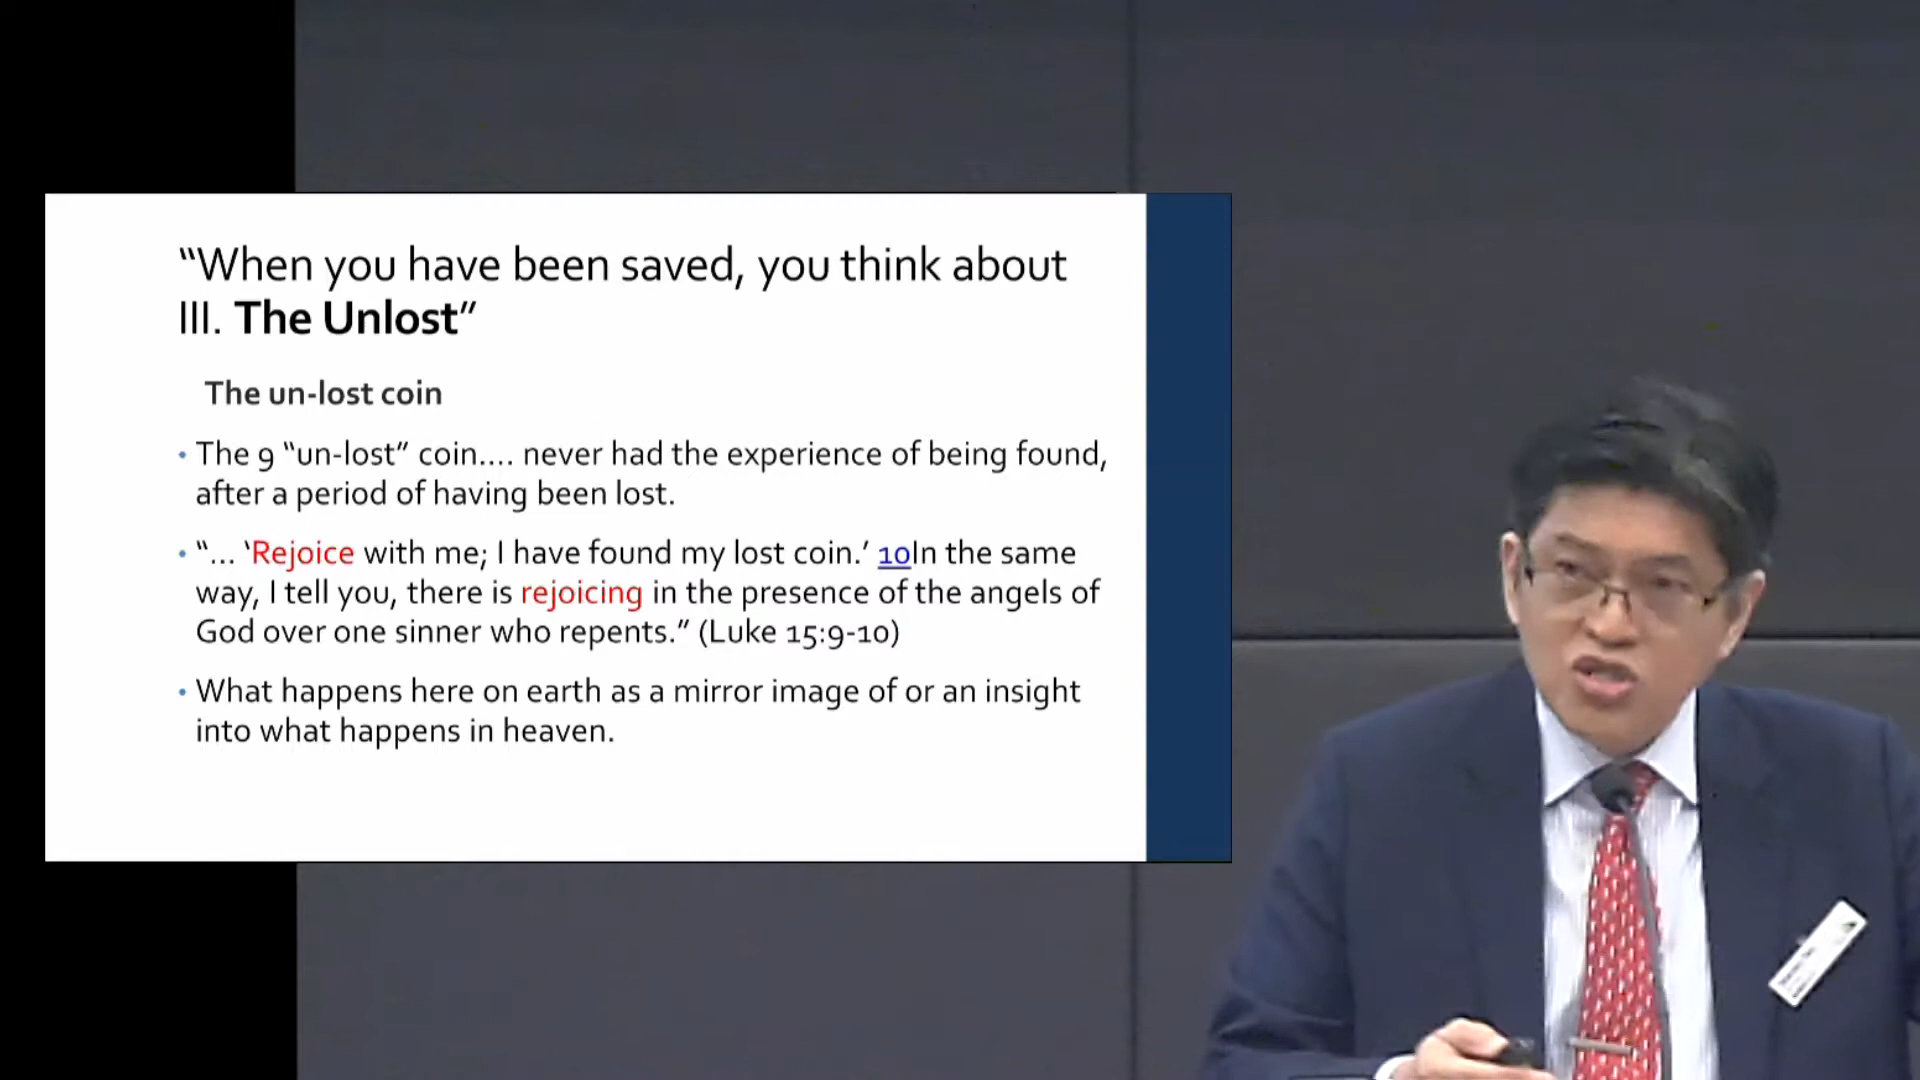 “When you have been saved, you think about
III. The Unlost”
The un-lost coin
• The 9 “un-lost” coin.... never had the experience of being found,
after a period of having been lost.
• “... ‘Rejoice with me; I have found my lost coin.’ 10In the same
way, I tell you, there is rejoicing in the presence of the angels of
God over one sinner who repents.” (Luke 15:9-10)
• What happens here on earth as a mirror image of or an insight
into what happens in heaven.